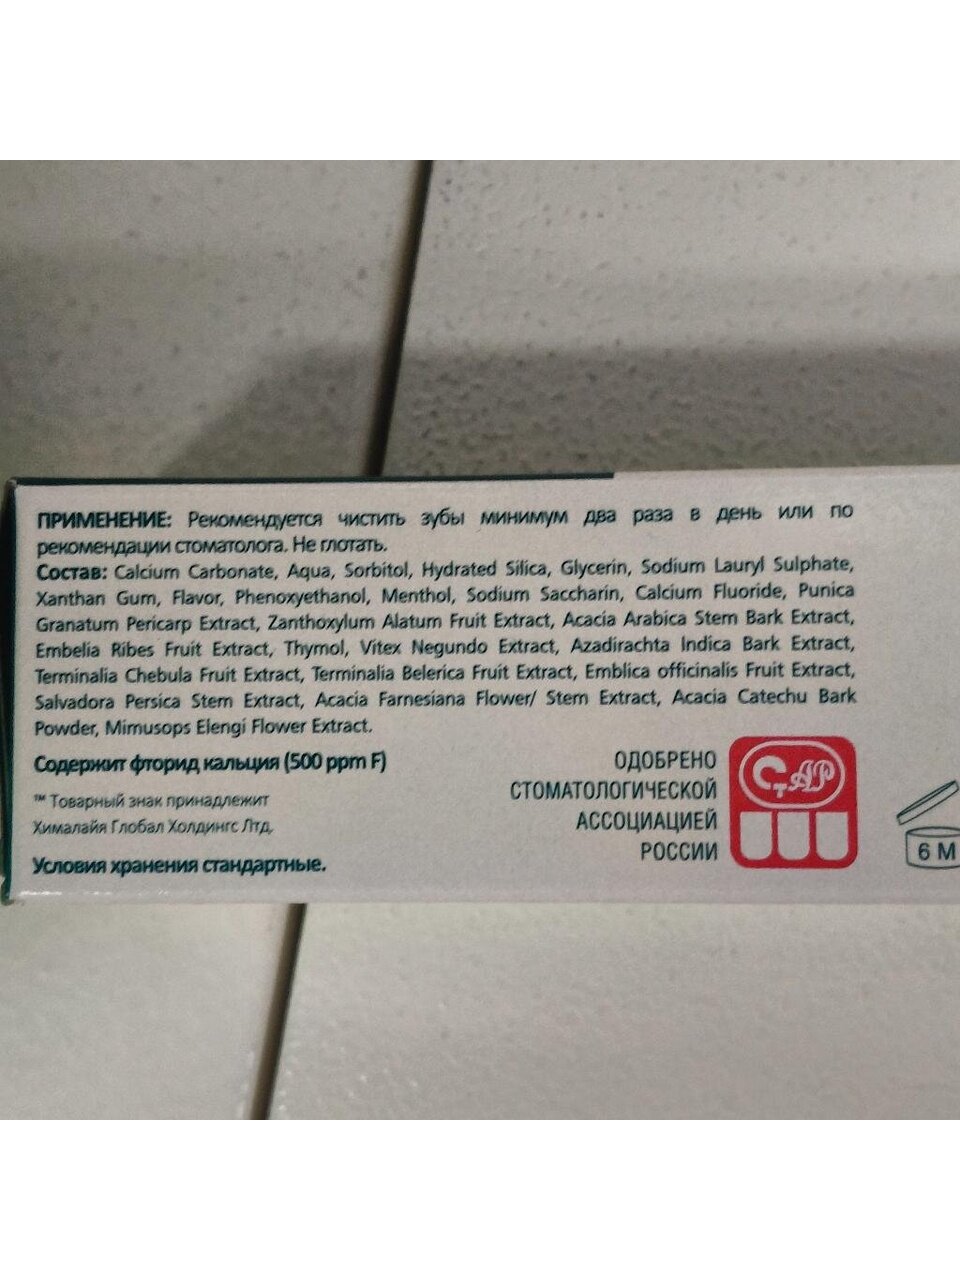 ПРИМЕНЕНИЕ: Рекомендуется чистить зубы минимум два раза в день или по
рекомендации стоматолога. Не глотать.
Состав: Calcium Carbonate, Aqua, Sorbitol, Hydrated Silica, Glycerin, Sodium Lauryl Sulphate,
Xanthan Gum, Flavor, Phenoxyethanol, Menthol, Sodium Saccharin, Calcium Fluoride, Punica
Granatum Pericarp Extract, Zanthoxylum Alatum Fruit Extract, Acacia Arabica Stem Bark Extract,
Embelia Ribes Fruit Extract, Thymol, Vitex Negundo Extract, Azadirachta Indica Bark Extract,
Terminalia Chebula Fruit Extract, Terminalia Belerica Fruit Extract, Emblica officinalis Fruit Extract,
Salvadora Persica Stem Extract, Acacia Farnesiana Flower/ Stem Extract, Acacia Catechu Bark
Powder, Mimusops Elengi Flower Extract.
Содержит фторид кальция (500 ppm F)
™ Товарный знак принадлежит
Хималайя Глобал Холдингс Лтд.
Условия хранения стандартные.
ОДОБРЕНО
СТОМАТОЛОГИЧЕСКОЙ
АССОЦИАЦИЕЙ
РОССИИ
СтАР
6 M